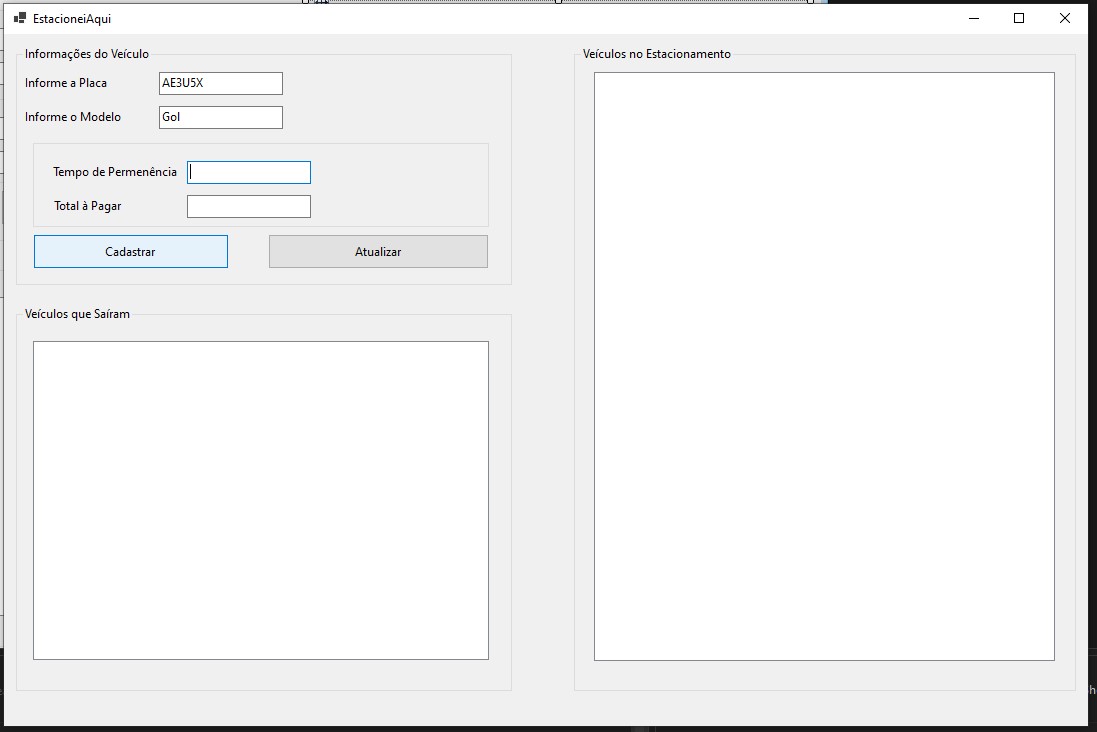 EstacioneiAqui
Informações do Veículo
Informe a Placa AE3U5X
Informe o Modelo Gol
Tempo de Permenência
Total à Pagar
Cadastrar Atualizar
Veículos que Saíram
Veículos no Estacionamento